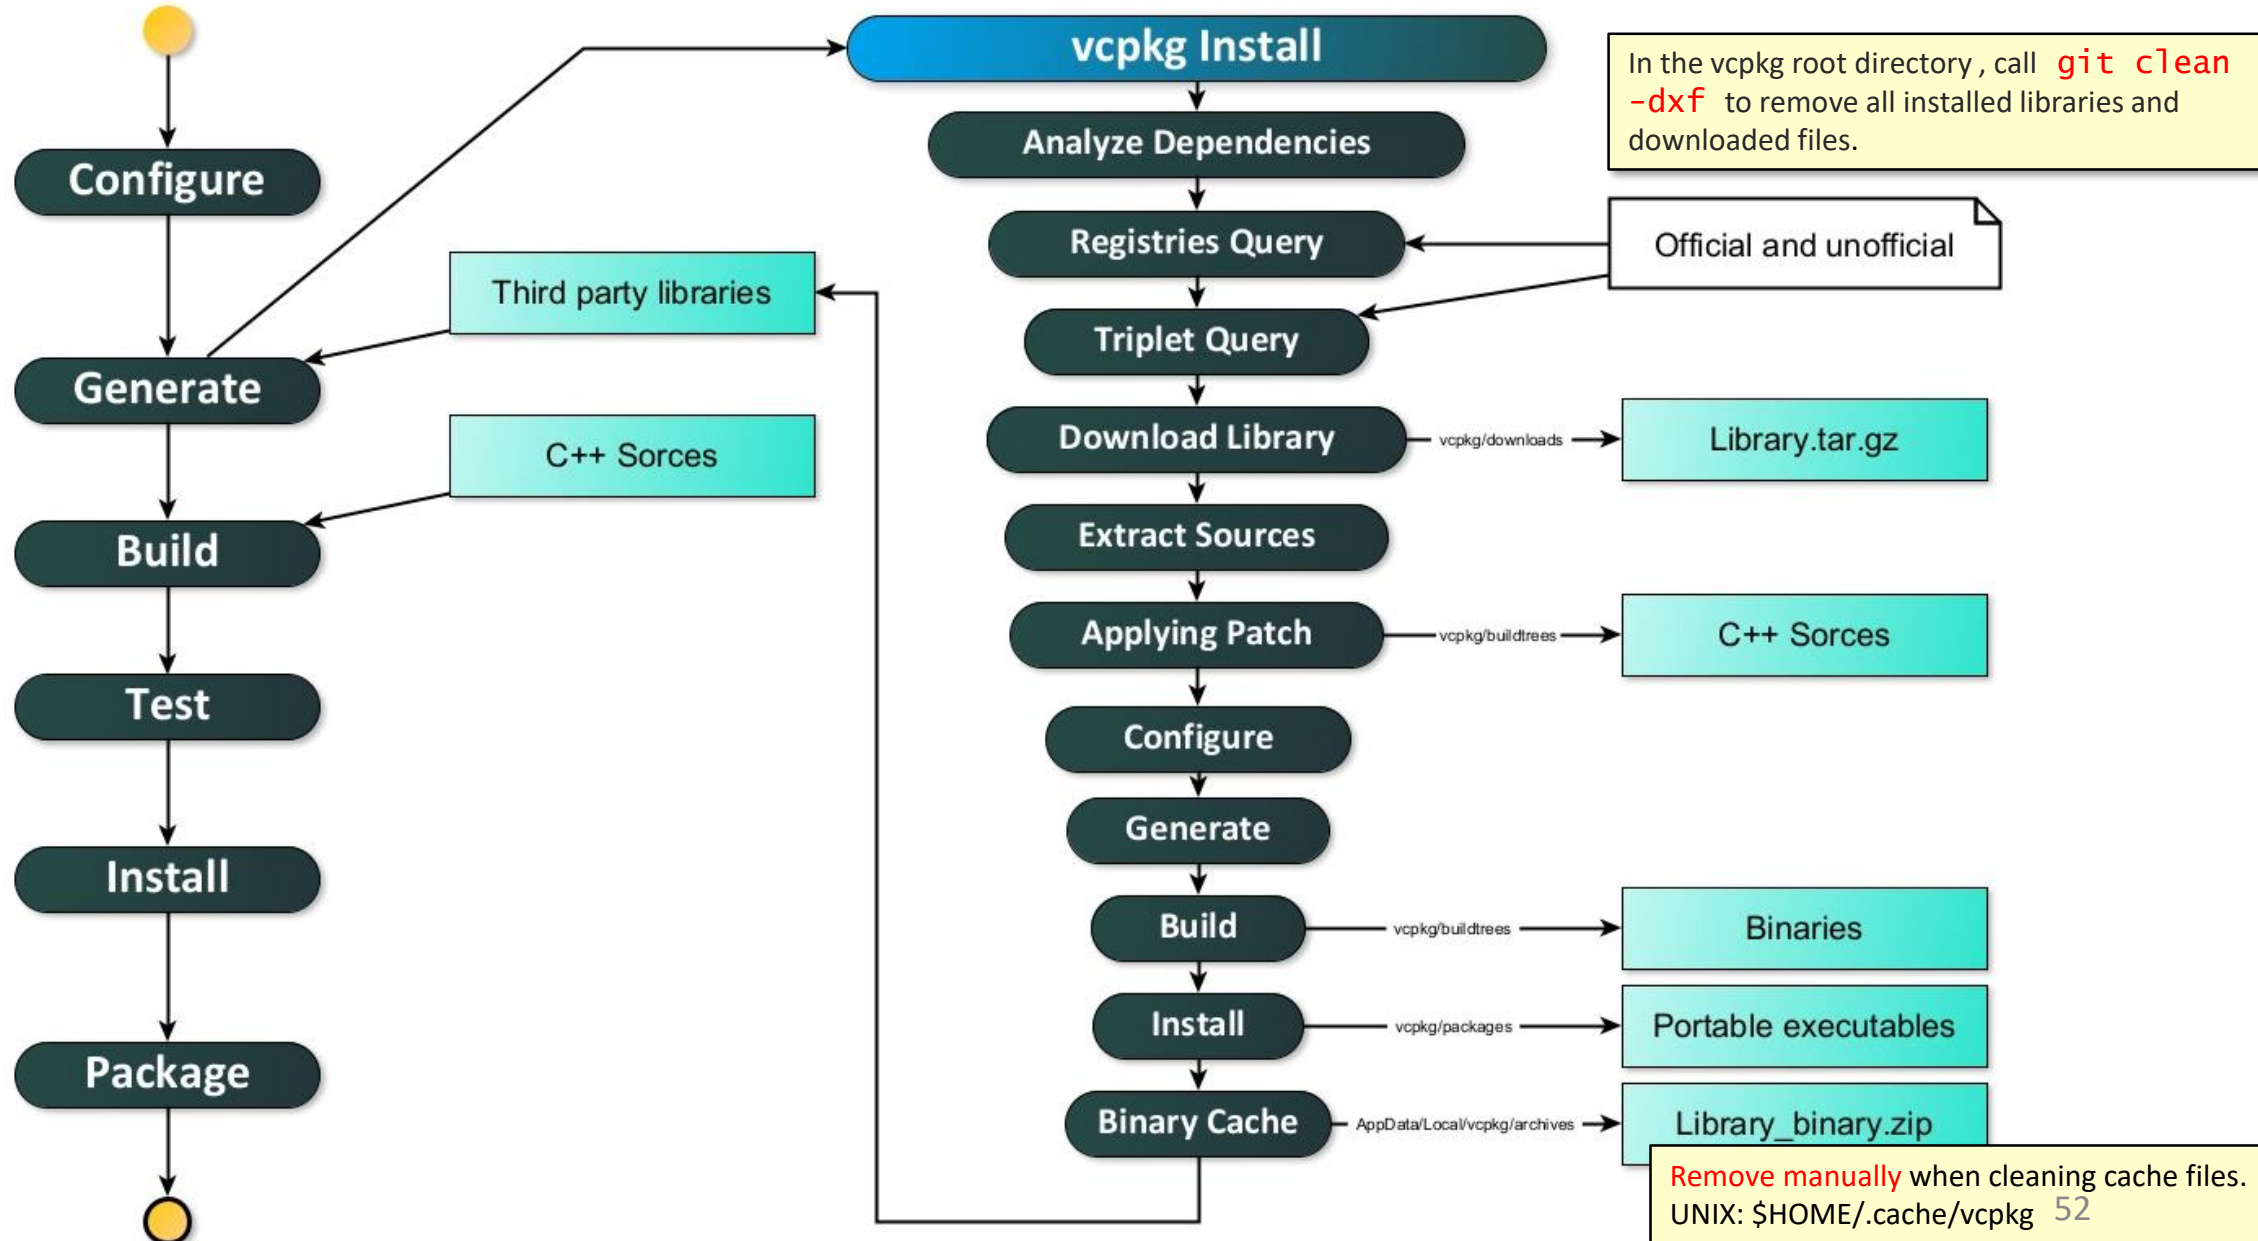 Configure
Generate
Build
Test
Install
Package
Third party libraries
C++ Sorces
vcpkg Install
Analyze Dependencies
Registries Query
Triplet Query
Download Library
Extract Sources
Applying Patch
Configure
Generate
Build
Install
Binary Cache
In the vcpkg root directory , call git clean
-dxf to remove all installed libraries and
downloaded files.
Official and unofficial
vcpkg/downloads
Library.tar.gz
vcpkg/buildtrees
C++ Sorces
vcpkg/buildtrees
Binaries
vcpkg/packages
Portable executables
AppData/Local/vcpkg/archives
Library_binary.zip
Remove manually when cleaning cache files.
UNIX: $HOME/.cache/vcpkg
52